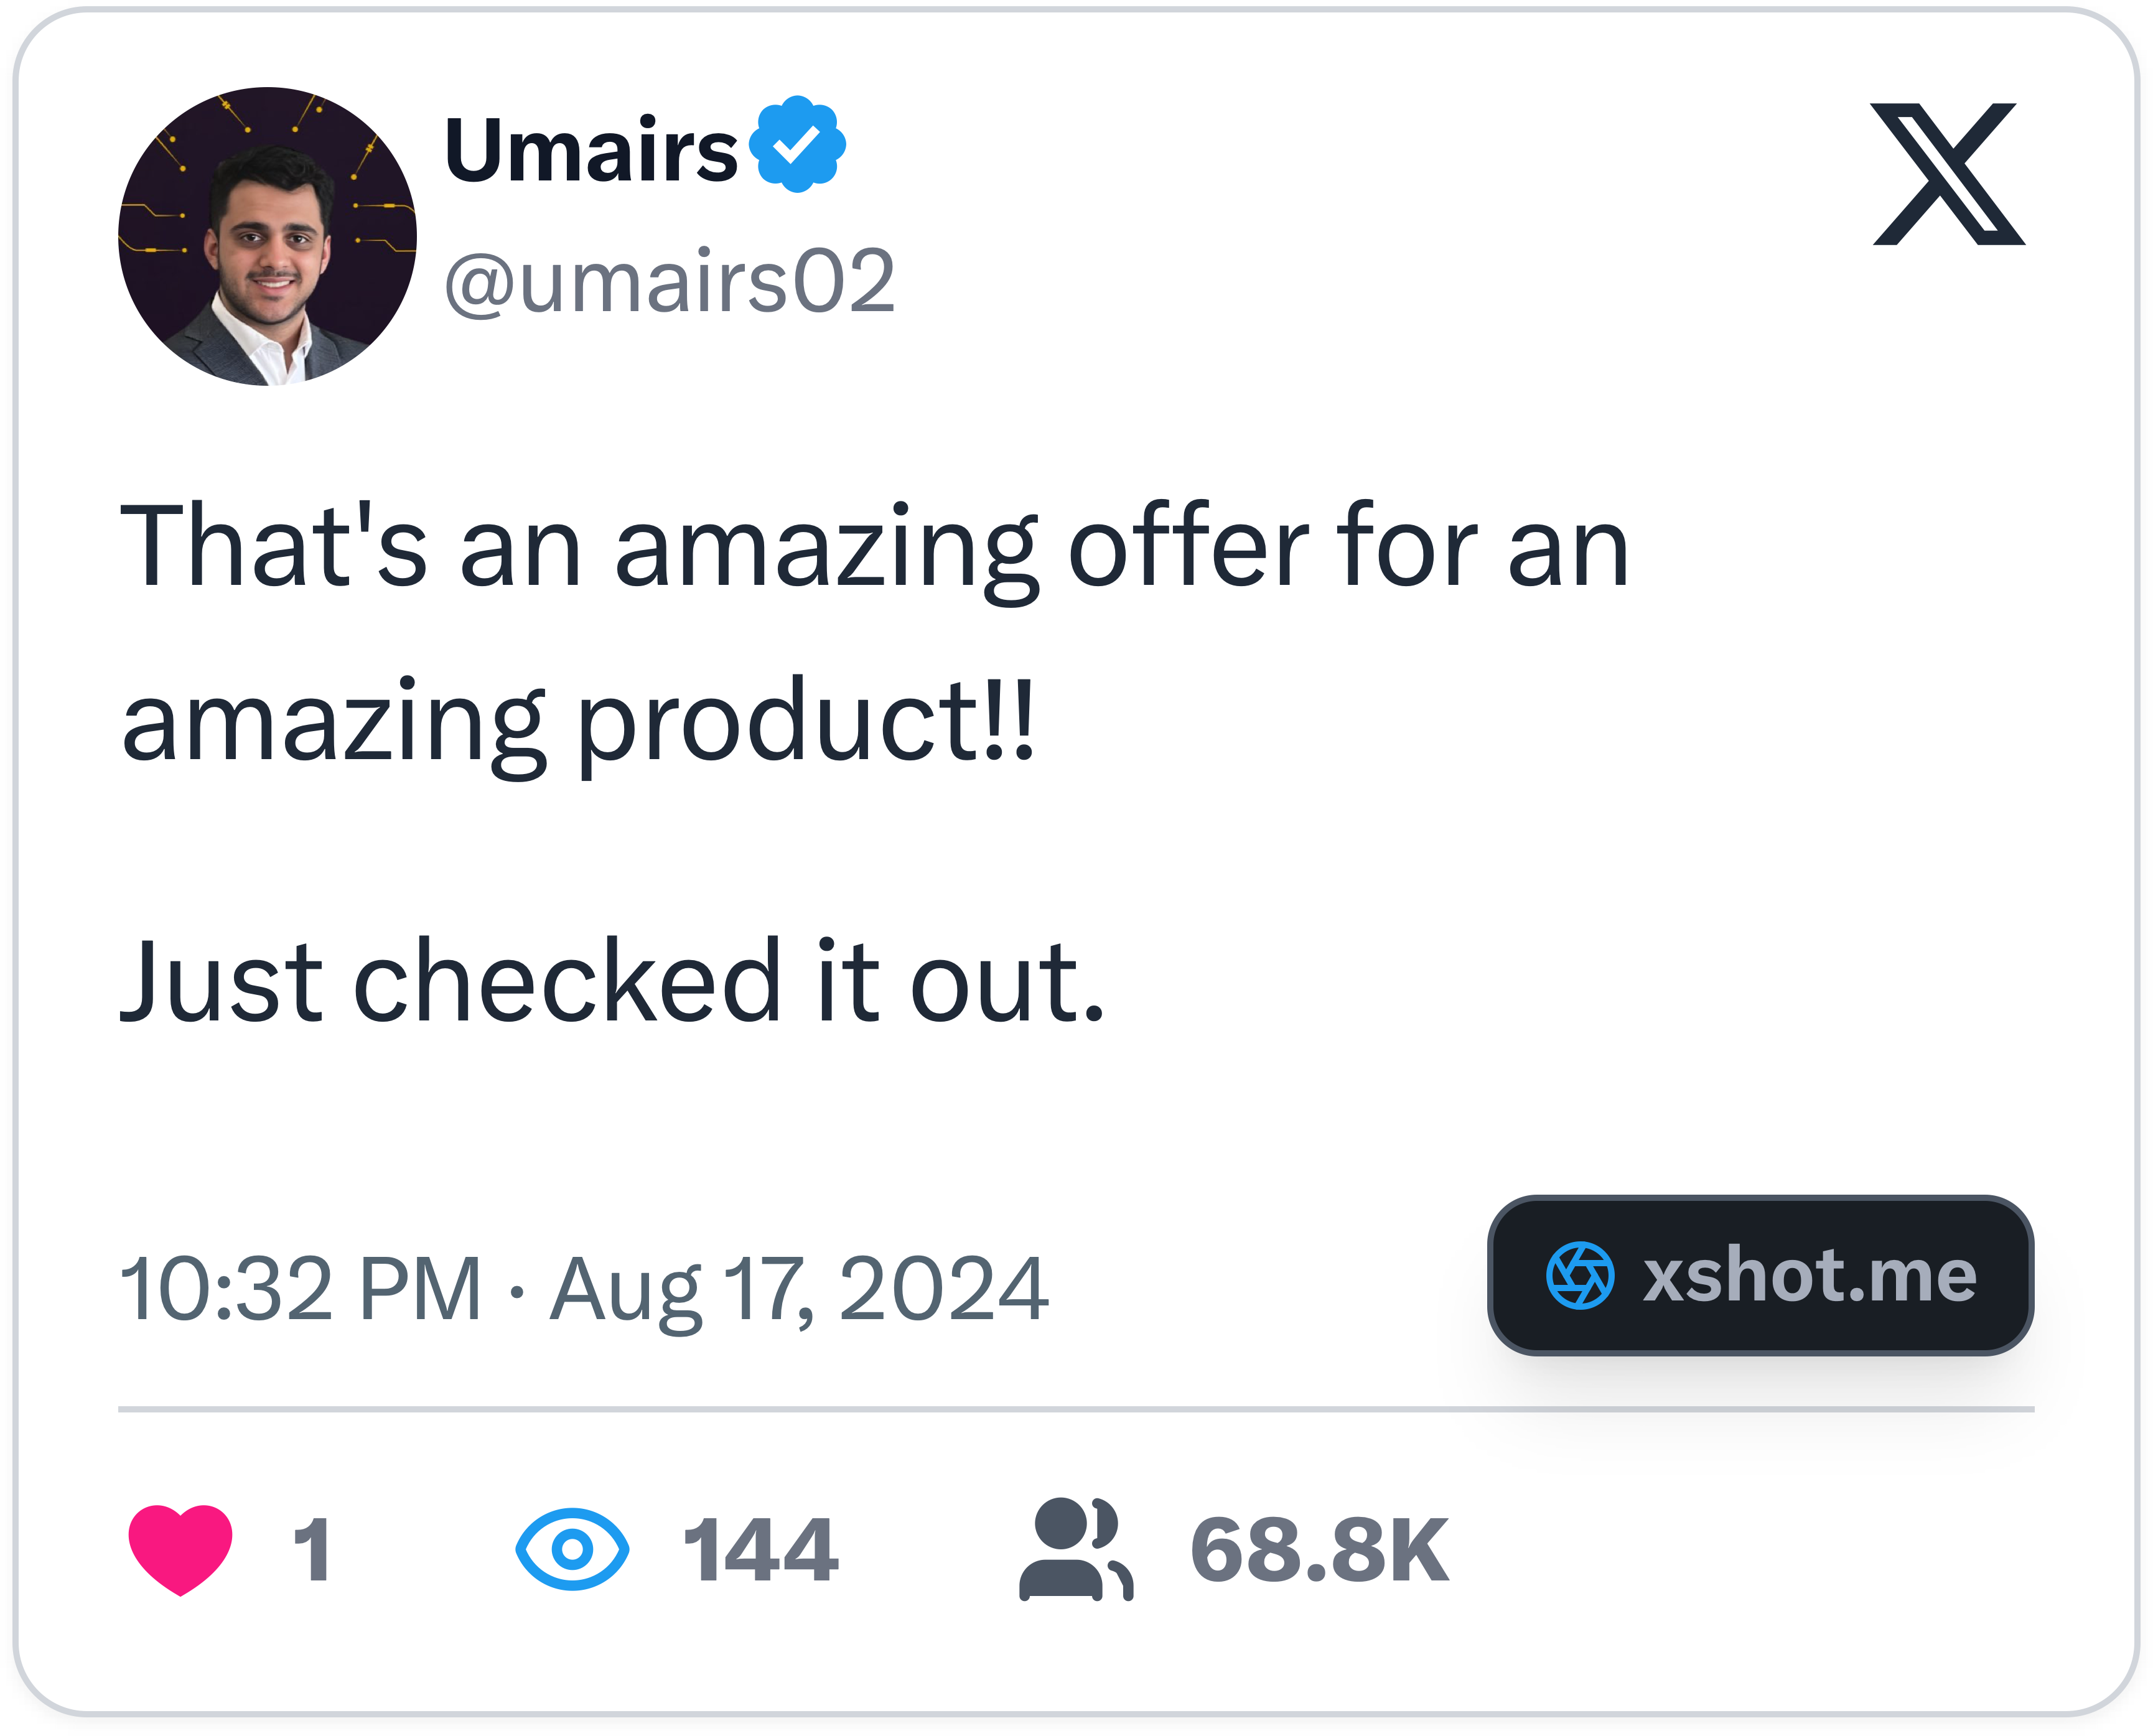 Umairs
@umairs02
That's an amazing offer for an
amazing product!!
Just checked it out.
10:32 PM · Aug 17, 2024
xshot.me
1 144 68.8K